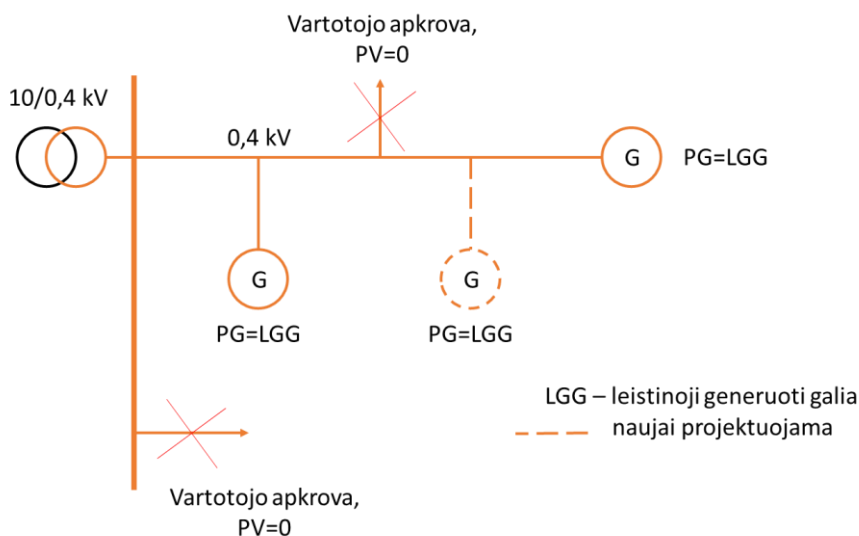 Vartotojo apkrova,
PV=0
10/0,4 kV
0,4 kV
G
PG=LGG
G
PG=LGG
G
PG=LGG
LGG – leistinoji generuoti galia
naujai projektuojama
Vartotojo apkrova,
PV=0